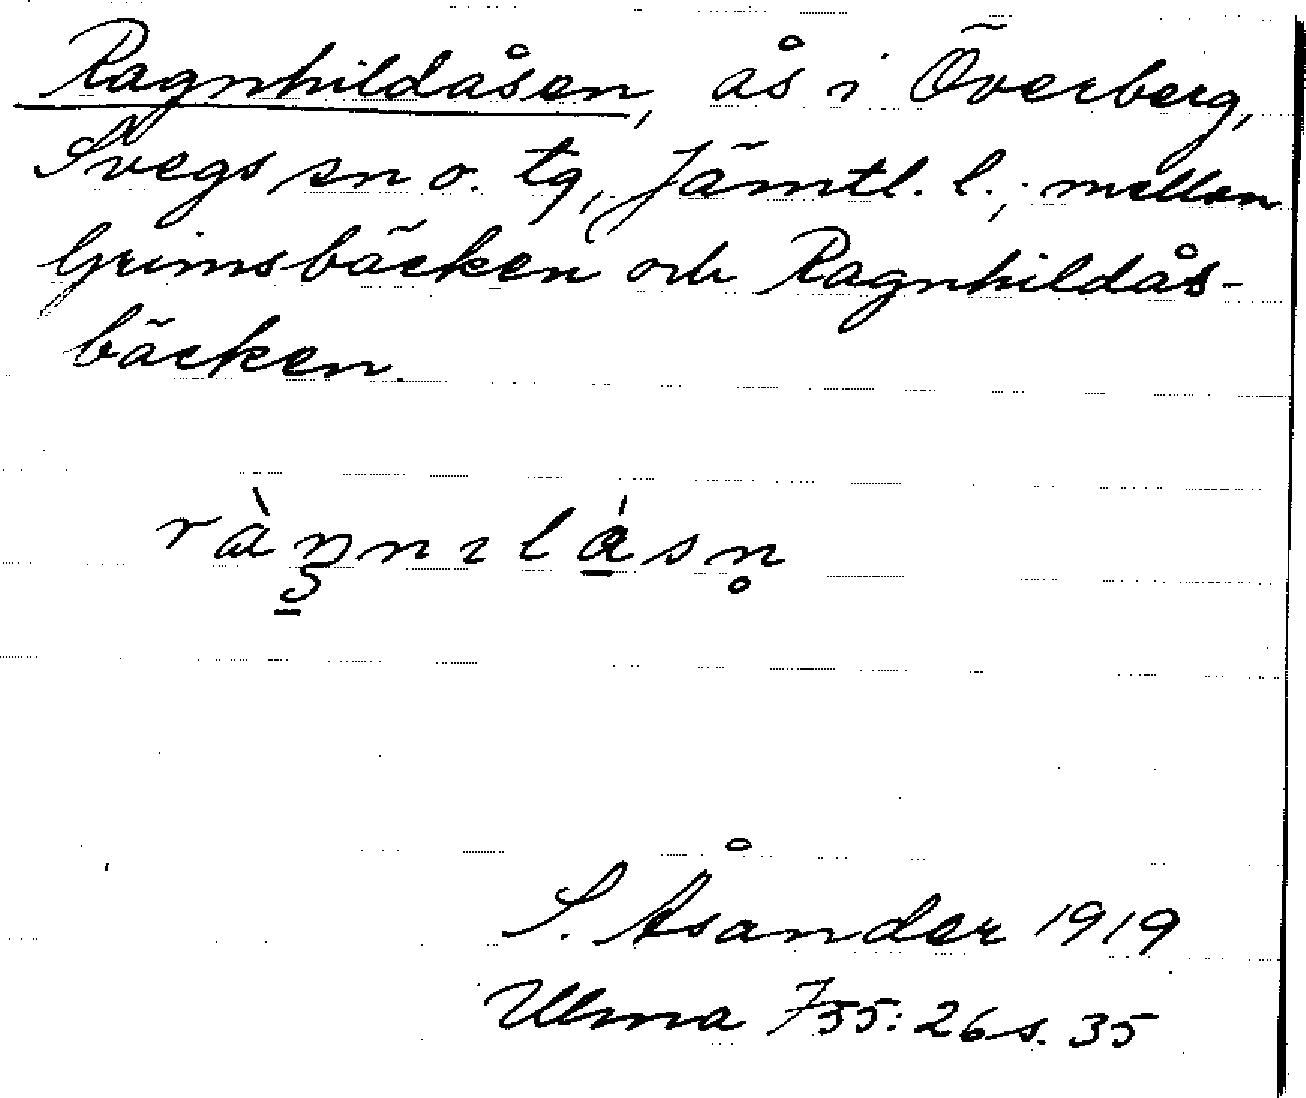 Ragnhildåsen, ås i Överberg,
Svegs sn o. tg, Jämtl. l., mellan
Grimsbäcken och Ragnhildås-
bäcken.
S. Åsander 1919
Ulma 755:26 s. 35